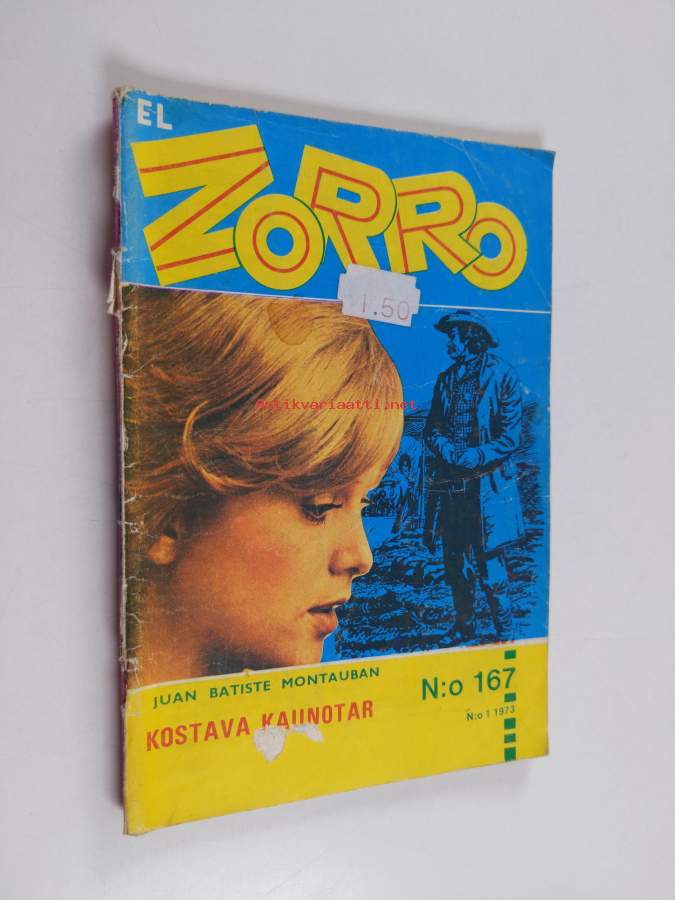 EL
ZORRO
1.50
Antikvariaatti.net
JUAN BATISTE MONTAUBAN
N:o 167
KOSTAVA KAUNOTAR
N:o 1 1973